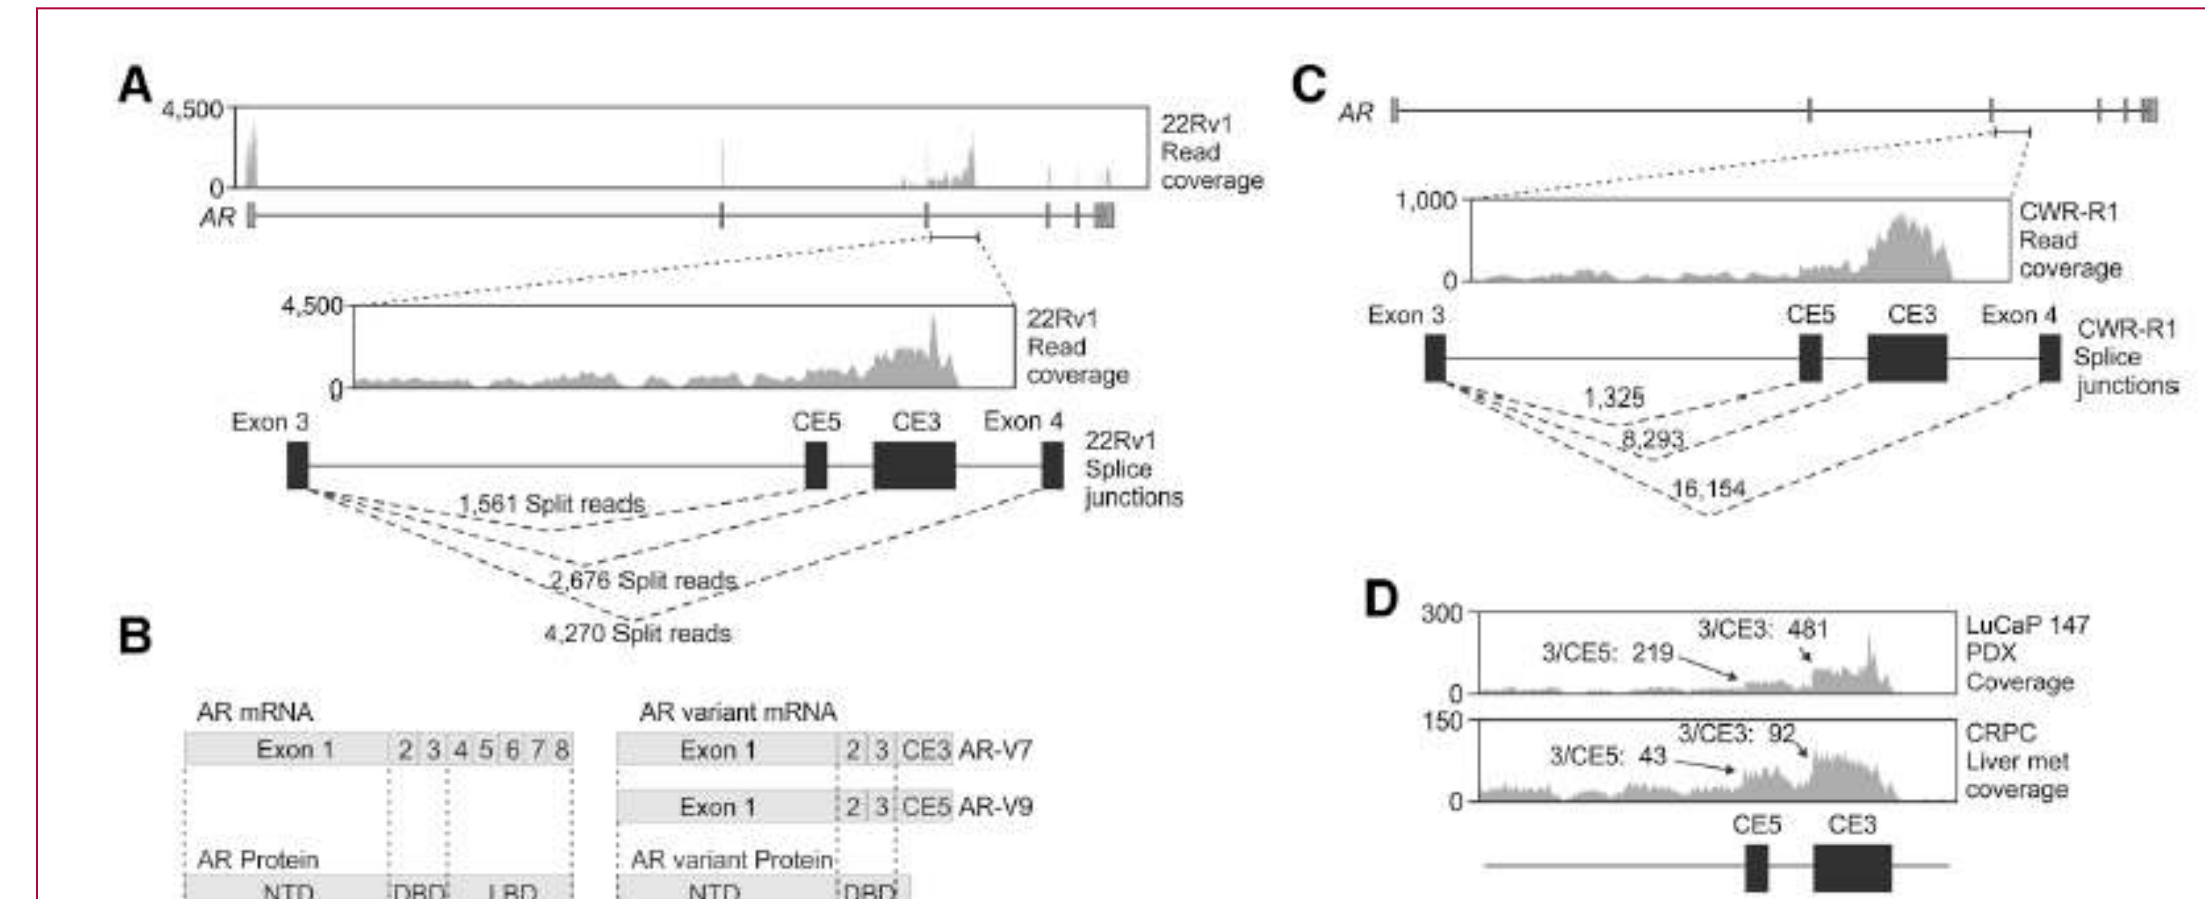 A
4,500
0
22Rv1
Read
coverage
AR
4,500
0
22Rv1
Read
coverage
Exon 3
CE5
CE3
Exon 4
22Rv1
Splice
junctions
1,561 Split reads
2,676 Split reads
4,270 Split reads
B
AR mRNA
Exon 1 2 3 4 5 6 7 8
AR Protein
NTD DBD LBD
AR variant mRNA
Exon 1 2 3 CE3 AR-V7
Exon 1 2 3 CE5 AR-V9
AR variant Protein
NTD DBD
C
AR
1,000
0
CWR-R1
Read
coverage
Exon 3
CE5
CE3
Exon 4
CWR-R1
Splice
junctions
1,325
8,293
16,154
D
300
0
3/CE5: 219
3/CE3: 481
LuCaP 147
PDX
Coverage
150
0
3/CE5: 43
3/CE3: 92
CRPC
Liver met
coverage
CE5
CE3